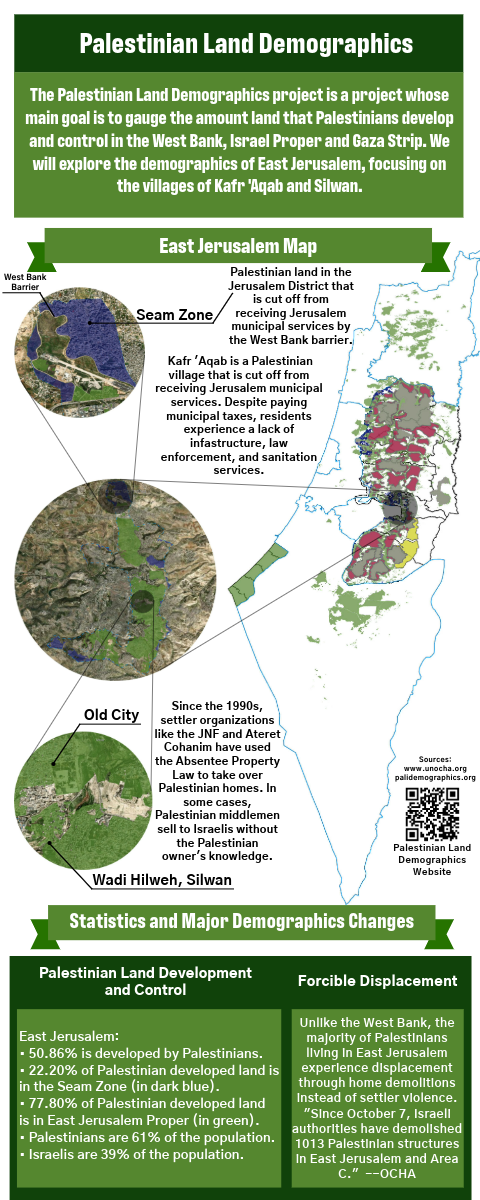 Palestinian Land Demographics
The Palestinian Land Demographics project is a project whose
main goal is to gauge the amount land that Palestinians develop
and control in the West Bank, Israel Proper and Gaza Strip. We
will explore the demographics of East Jerusalem, focusing on
the villages of Kafr 'Aqab and Silwan.
East Jerusalem Map
West Bank
Barrier
Seam Zone
Palestinian land in the
Jerusalem District that
is cut off from
receiving Jerusalem
municipal services by
the West Bank barrier.
Kafr 'Aqab is a Palestinian
village that is cut off from
receiving Jerusalem municipal
services. Despite paying
municipal taxes, residents
experience a lack of
infastructure, law
enforcement, and sanitation
services.
Old City
Wadi Hilweh, Silwan
Since the 1990s,
settler organizations
like the JNF and Ateret
Cohanim have used
the Absentee Property
Law to take over
Palestinian homes. In
some cases,
Palestinian middlemen
sell to Israelis without
the Palestinian
owner's knowledge.
Sources:
www.unocha.org
palidemographics.org
Palestinian Land
Demographics
Website
Statistics and Major Demographics Changes
Palestinian Land Development
and Control
East Jerusalem:
• 50.86% is developed by Palestinians.
• 22.20% of Palestinian developed land is
in the Seam Zone (in dark blue).
• 77.80% of Palestinian developed land
is in East Jerusalem Proper (in green).
• Palestinians are 61% of the population.
• Israelis are 39% of the population.
Forcible Displacement
Unlike the West Bank, the
majority of Palestinians
living in East Jerusalem
experience displacement
through home demolitions
instead of settler violence.
"Since October 7, Israeli
authorities have demolished
1013 Palestinian structures
in East Jerusalem and Area
C." --OCHA